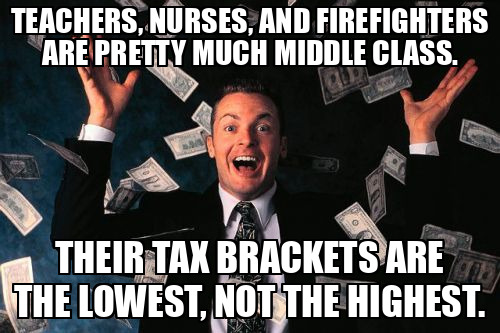 TEACHERS, NURSES, AND FIREFIGHTERS
ARE PRETTY MUCH MIDDLE CLASS.
THEIR TAX BRACKETS ARE
THE LOWEST, NOT THE HIGHEST.